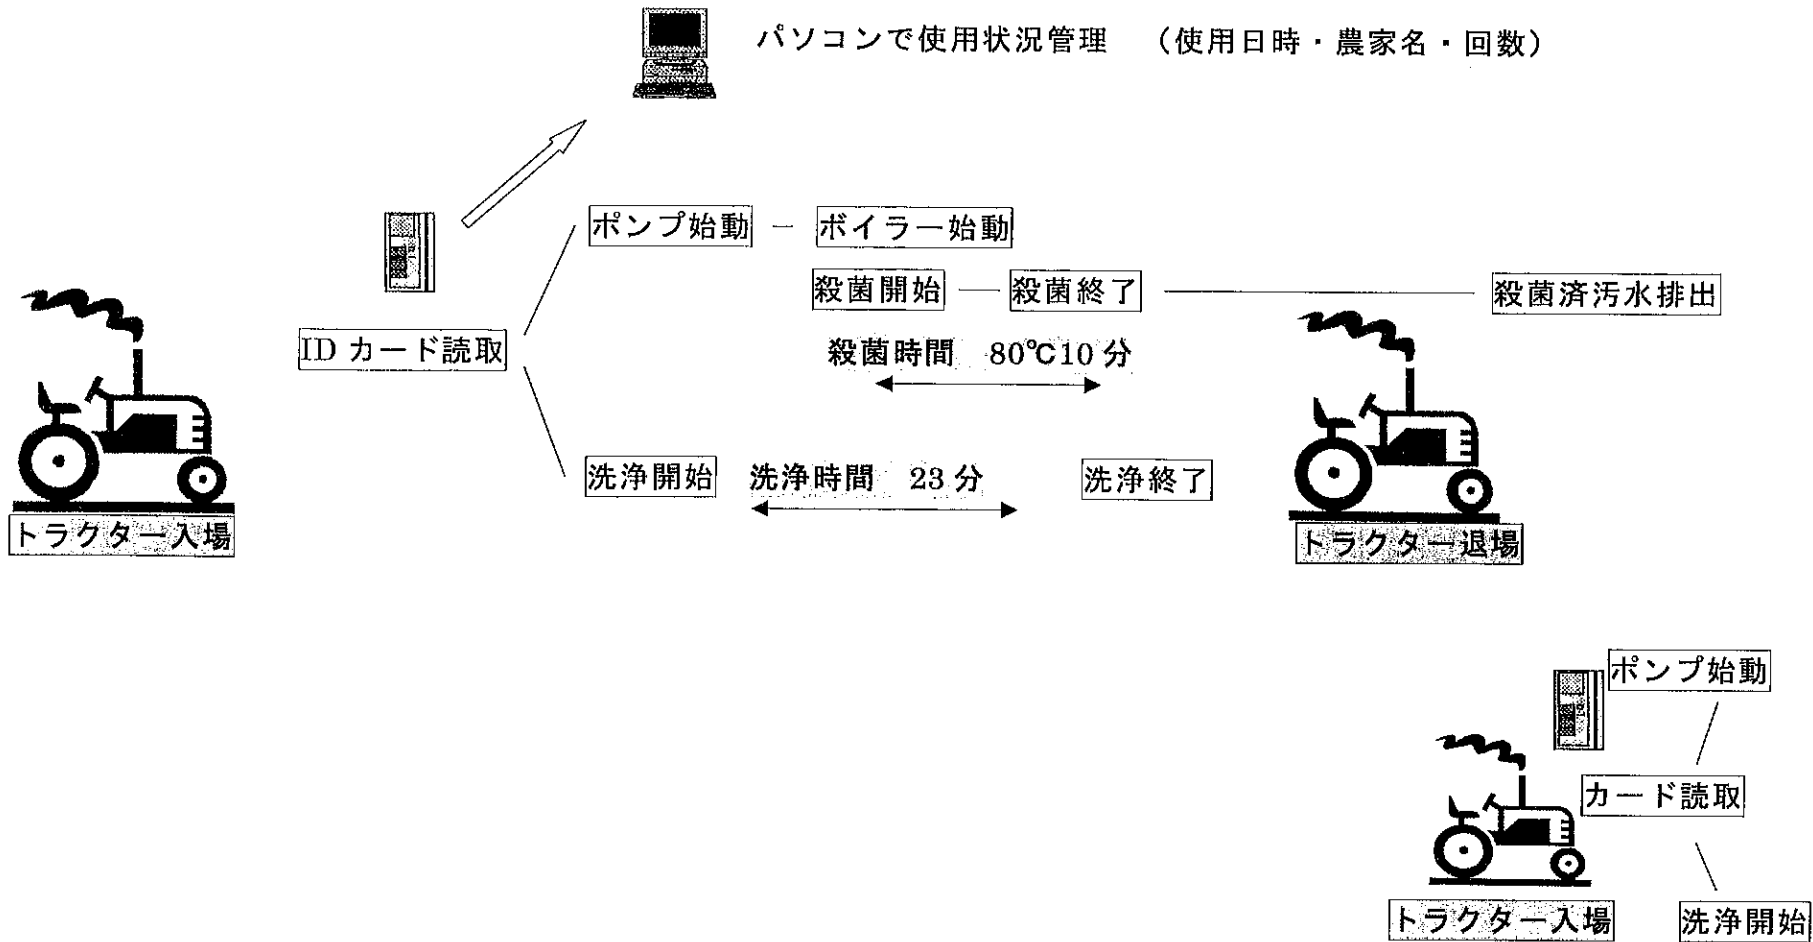 パソコンで使用状況管理　（使用日時・農家名・回数）
ポンプ始動 － ボイラー始動
殺菌開始 ― 殺菌終了
殺菌済汚水排出
ID カード読取
殺菌時間　80℃10 分
洗浄開始
洗浄時間　23 分
洗浄終了
トラクター入場
トラクター退場
ポンプ始動
カード読取
トラクター入場
洗浄開始